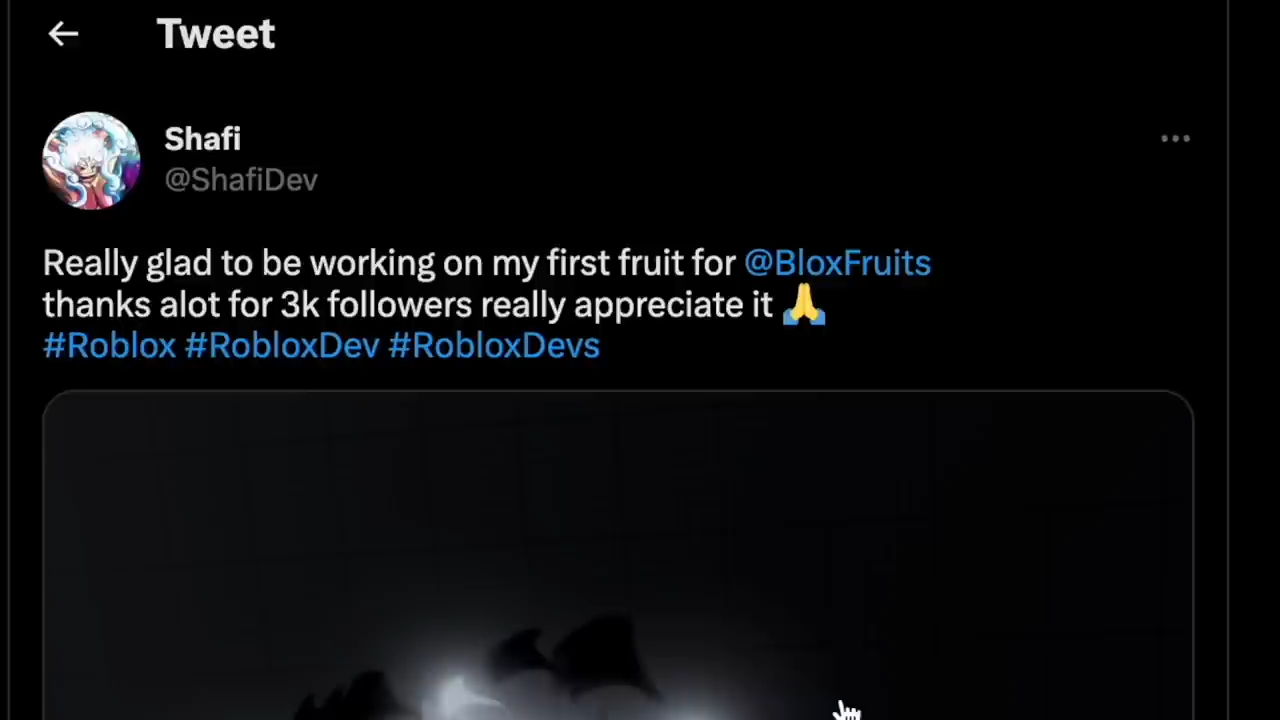 Tweet
Shafi
@ShafiDev
Really glad to be working on my first fruit for @BloxFruits
thanks alot for 3k followers really appreciate it 🙏
#Roblox #RobloxDev #RobloxDevs